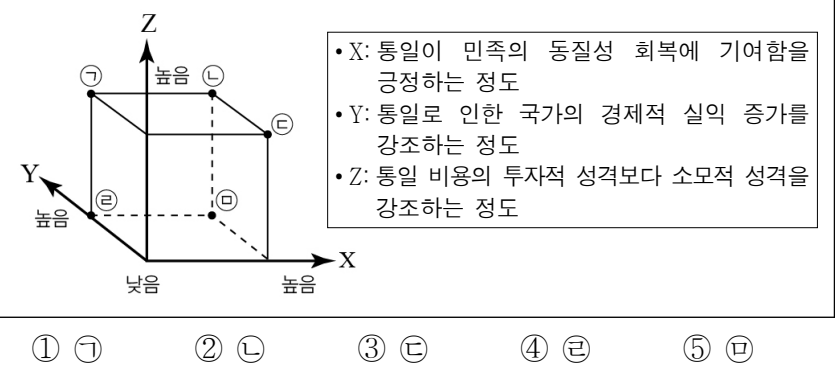 Z
㉠ 높음 ㉡
㉢
Y
높음
㉣
㉤
X
낮음
높음
• X: 통일이 민족의 동질성 회복에 기여함을
긍정하는 정도
• Y: 통일로 인한 국가의 경제적 실익 증가를
강조하는 정도
• Z: 통일 비용의 투자적 성격보다 소모적 성격을
강조하는 정도
① ㉠ ② ㉡ ③ ㉢ ④ ㉣ ⑤ ㉤